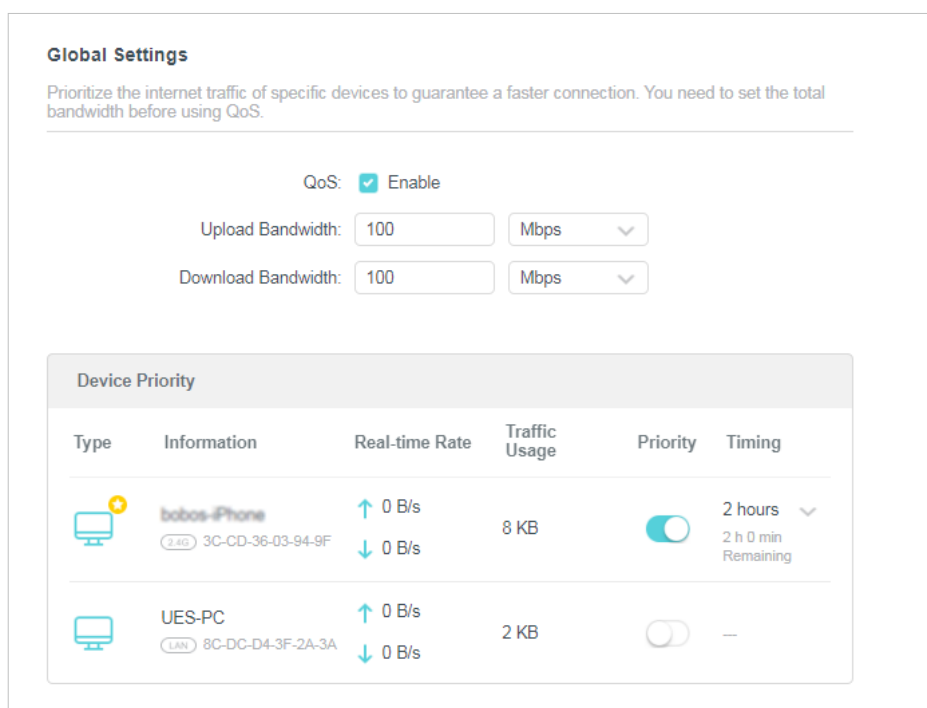 Global Settings
Prioritize the internet traffic of specific devices to guarantee a faster connection. You need to set the total
bandwidth before using QoS.
QoS: Enable
Upload Bandwidth: 100 Mbps
Download Bandwidth: 100 Mbps
Device Priority
Type Information Real-time Rate Traffic Usage Priority Timing
bobos-iPhone
2.4G 3C-CD-36-03-94-9F
0 B/s
0 B/s
8 KB
2 hours
2 h 0 min
Remaining
UES-PC
LAN 8C-DC-D4-3F-2A-3A
0 B/s
0 B/s
2 KB
---